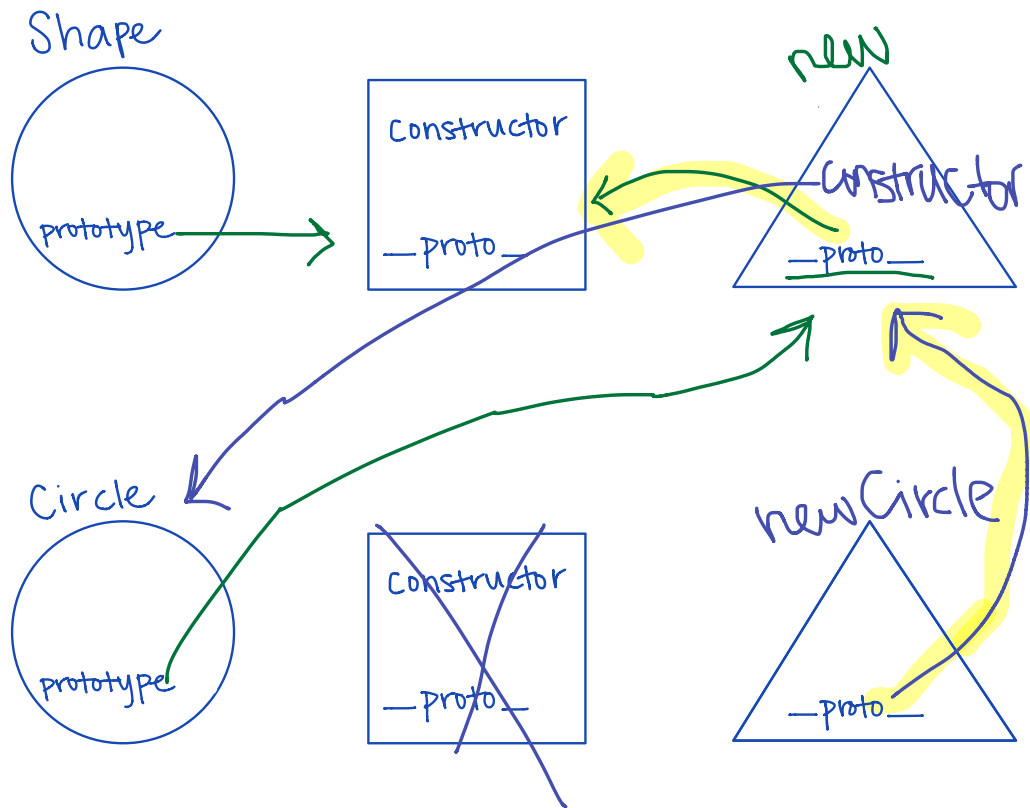 Shape
new
constructor
constructor
prototype
__proto__
__proto__
Circle
newCircle
constructor
prototype
__proto__
__proto__